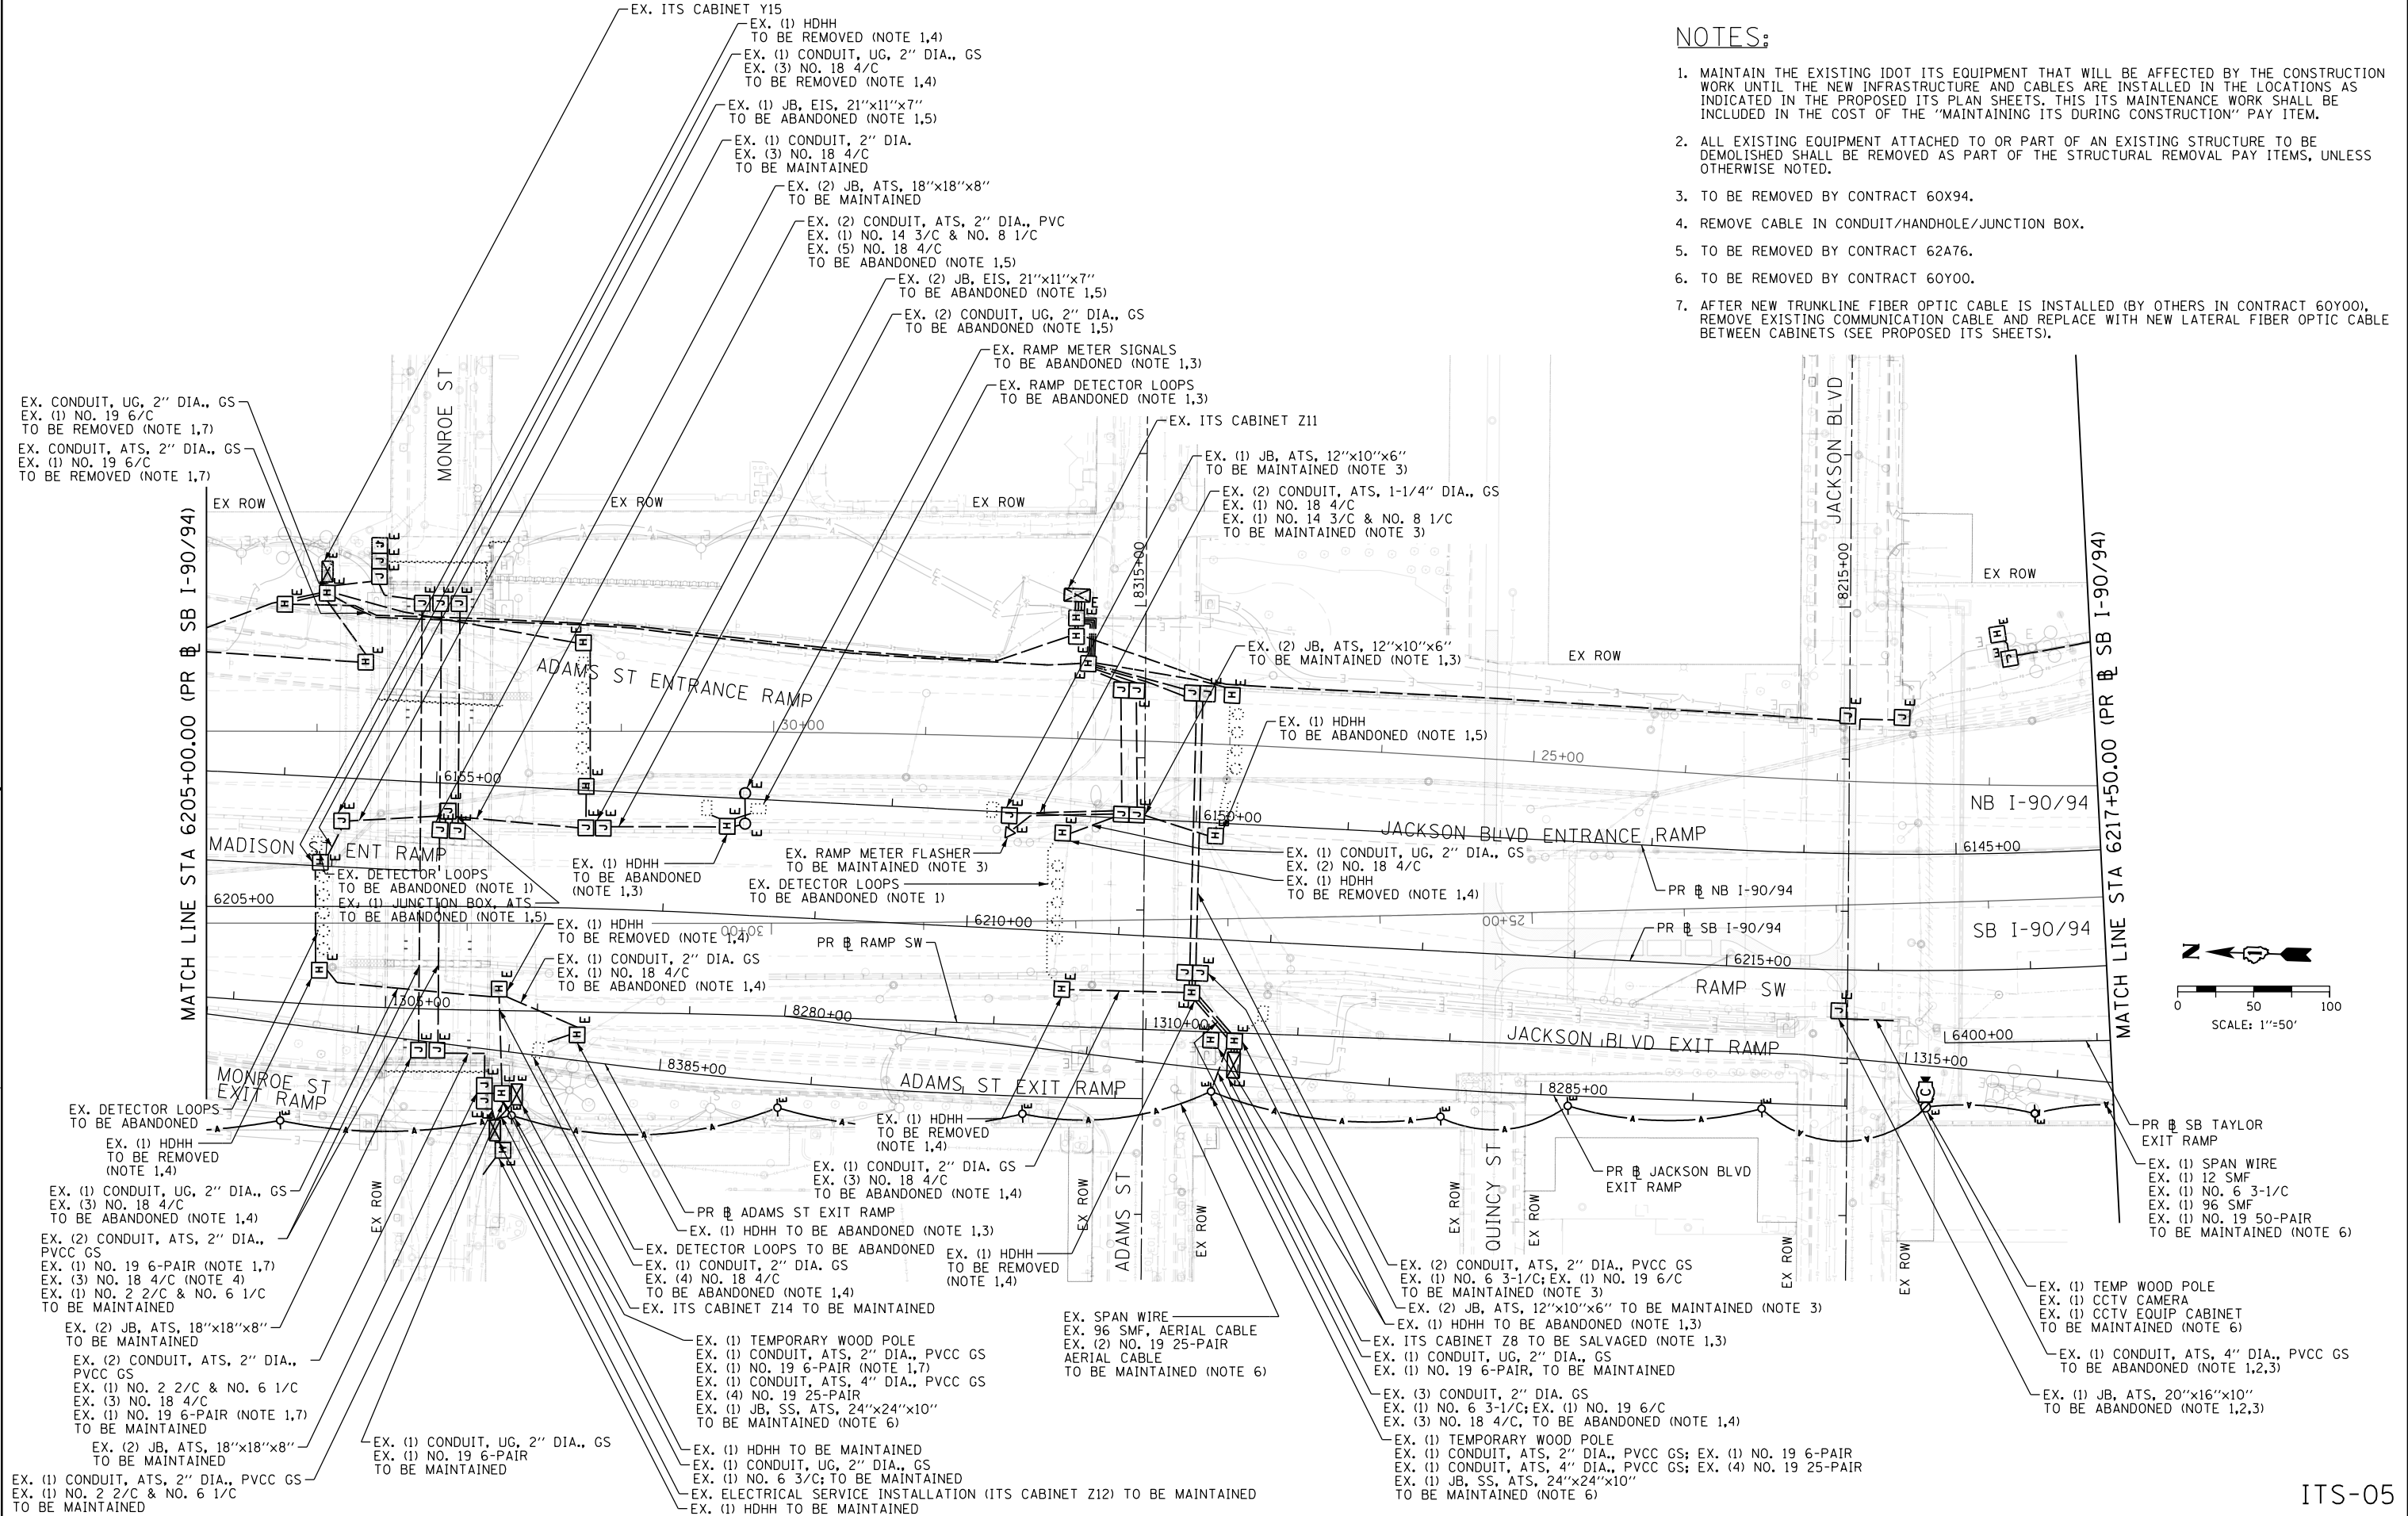 EX. ITS CABINET Y15
EX. (1) HDHH
TO BE REMOVED (NOTE 1,4)
EX. (1) CONDUIT, UG, 2'' DIA., GS
EX. (3) NO. 18 4/C
TO BE REMOVED (NOTE 1,4)
EX. (1) JB, EIS, 21''x11''x7''
TO BE ABANDONED (NOTE 1,5)
EX. (1) CONDUIT, 2'' DIA.
EX. (3) NO. 18 4/C
TO BE MAINTAINED
EX. (2) JB, ATS, 18''x18''x8''
TO BE MAINTAINED
EX. (2) CONDUIT, ATS, 2'' DIA., PVC
EX. (1) NO. 14 3/C & NO. 8 1/C
EX. (5) NO. 18 4/C
TO BE ABANDONED (NOTE 1,5)
EX. (2) JB, EIS, 21''x11''x7''
TO BE ABANDONED (NOTE 1,5)
EX. (2) CONDUIT, UG, 2'' DIA., GS
TO BE ABANDONED (NOTE 1,5)
EX. RAMP METER SIGNALS
TO BE ABANDONED (NOTE 1,3)
EX. RAMP DETECTOR LOOPS
TO BE ABANDONED (NOTE 1,3)
EX. ITS CABINET Z11
EX. (1) JB, ATS, 12''x10''x6''
TO BE MAINTAINED (NOTE 3)
EX. (2) CONDUIT, ATS, 1-1/4'' DIA., GS
EX. (1) NO. 18 4/C
EX. (1) NO. 14 3/C & NO. 8 1/C
TO BE MAINTAINED (NOTE 3)
NOTES:
1. MAINTAIN THE EXISTING IDOT ITS EQUIPMENT THAT WILL BE AFFECTED BY THE CONSTRUCTION
WORK UNTIL THE NEW INFRASTRUCTURE AND CABLES ARE INSTALLED IN THE LOCATIONS AS
INDICATED IN THE PROPOSED ITS PLAN SHEETS. THIS ITS MAINTENANCE WORK SHALL BE
INCLUDED IN THE COST OF THE "MAINTAINING ITS DURING CONSTRUCTION" PAY ITEM.
2. ALL EXISTING EQUIPMENT ATTACHED TO OR PART OF AN EXISTING STRUCTURE TO BE
DEMOLISHED SHALL BE REMOVED AS PART OF THE STRUCTURAL REMOVAL PAY ITEMS, UNLESS
OTHERWISE NOTED.
3. TO BE REMOVED BY CONTRACT 60X94.
4. REMOVE CABLE IN CONDUIT/HANDHOLE/JUNCTION BOX.
5. TO BE REMOVED BY CONTRACT 62A76.
6. TO BE REMOVED BY CONTRACT 60Y00.
7. AFTER NEW TRUNKLINE FIBER OPTIC CABLE IS INSTALLED (BY OTHERS IN CONTRACT 60Y00),
REMOVE EXISTING COMMUNICATION CABLE AND REPLACE WITH NEW LATERAL FIBER OPTIC CABLE
BETWEEN CABINETS (SEE PROPOSED ITS SHEETS).
EX. CONDUIT, UG, 2'' DIA., GS
EX. (1) NO. 19 6/C
TO BE REMOVED (NOTE 1,7)
EX. CONDUIT, ATS, 2'' DIA., GS
EX. (1) NO. 19 6/C
TO BE REMOVED (NOTE 1,7)
MONROE ST
JACKSON BLVD
EX ROW
EX ROW
EX ROW
EX ROW
EX ROW
8315+00
8215+00
MATCH LINE STA 6205+00.00 (PR ℄ SB I-90/94)
MATCH LINE STA 6217+50.00 (PR ℄ SB I-90/94)
ADAMS ST ENTRANCE RAMP
EX. (2) JB, ATS, 12''x10''x6''
TO BE MAINTAINED (NOTE 1,3)
EX. (1) HDHH
TO BE ABANDONED (NOTE 1,5)
30+00
25+00
6155+00
6150+00
6145+00
NB I-90/94
JACKSON BLVD ENTRANCE RAMP
MADISON ST ENT RAMP
EX. DETECTOR LOOPS
TO BE ABANDONED (NOTE 1)
EX. (1) JUNCTION BOX, ATS
TO BE ABANDONED (NOTE 1,5)
EX. (1) HDHH
TO BE ABANDONED
(NOTE 1,3)
EX. RAMP METER FLASHER
TO BE MAINTAINED (NOTE 3)
EX. DETECTOR LOOPS
TO BE ABANDONED (NOTE 1)
EX. (1) CONDUIT, UG, 2'' DIA., GS
EX. (2) NO. 18 4/C
EX. (1) HDHH
TO BE REMOVED (NOTE 1,4)
PR ℄ NB I-90/94
6205+00
6210+00
25+00
30+00
PR ℄ SB I-90/94
SB I-90/94
6215+00
EX. (1) HDHH
TO BE REMOVED (NOTE 1,4)
PR ℄ RAMP SW
EX. (1) CONDUIT, 2'' DIA. GS
EX. (1) NO. 18 4/C
TO BE ABANDONED (NOTE 1,4)
RAMP SW
N
0 50 100
SCALE: 1''=50'
1305+00
8280+00
1310+00
JACKSON BLVD EXIT RAMP
6400+00
1315+00
8385+00
MONROE ST
EXIT RAMP
ADAMS ST EXIT RAMP
8285+00
EX. DETECTOR LOOPS
TO BE ABANDONED
EX. (1) HDHH
TO BE REMOVED
(NOTE 1,4)
EX. (1) HDHH
TO BE REMOVED
(NOTE 1,4)
PR ℄ SB TAYLOR
EXIT RAMP
EX. (1) SPAN WIRE
EX. (1) 12 SMF
EX. (1) NO. 6 3-1/C
EX. (1) 96 SMF
EX. (1) NO. 19 50-PAIR
TO BE MAINTAINED (NOTE 6)
EX. (1) CONDUIT, 2'' DIA. GS
EX. (3) NO. 18 4/C
TO BE ABANDONED (NOTE 1,4)
PR ℄ JACKSON BLVD
EXIT RAMP
EX. (1) CONDUIT, UG, 2'' DIA., GS
EX. (3) NO. 18 4/C
TO BE ABANDONED (NOTE 1,4)
PR ℄ ADAMS ST EXIT RAMP
EX. (1) HDHH TO BE ABANDONED (NOTE 1,3)
EX ROW
EX ROW
ADAMS ST
EX ROW
EX ROW
QUINCY ST
EX ROW
EX ROW
EX ROW
EX. (2) CONDUIT, ATS, 2'' DIA.,
PVCC GS
EX. (1) NO. 19 6-PAIR (NOTE 1,7)
EX. (3) NO. 18 4/C (NOTE 4)
EX. (1) NO. 2 2/C & NO. 6 1/C
TO BE MAINTAINED
EX. DETECTOR LOOPS TO BE ABANDONED
EX. (1) CONDUIT, 2'' DIA. GS
EX. (4) NO. 18 4/C
TO BE ABANDONED (NOTE 1,4)
EX. ITS CABINET Z14 TO BE MAINTAINED
EX. (1) HDHH
TO BE REMOVED
(NOTE 1,4)
EX. (2) CONDUIT, ATS, 2'' DIA., PVCC GS
EX. (1) NO. 6 3-1/C; EX. (1) NO. 19 6/C
TO BE MAINTAINED (NOTE 3)
EX. (2) JB, ATS, 12''x10''x6'' TO BE MAINTAINED (NOTE 3)
EX. (1) HDHH TO BE ABANDONED (NOTE 1,3)
EX. ITS CABINET Z8 TO BE SALVAGED (NOTE 1,3)
EX. (1) CONDUIT, UG, 2'' DIA., GS
EX. (1) NO. 19 6-PAIR, TO BE MAINTAINED
EX. (1) TEMP WOOD POLE
EX. (1) CCTV CAMERA
EX. (1) CCTV EQUIP CABINET
TO BE MAINTAINED (NOTE 6)
EX. (1) CONDUIT, ATS, 4'' DIA., PVCC GS
TO BE ABANDONED (NOTE 1,2,3)
EX. (1) JB, ATS, 20''x16''x10''
TO BE ABANDONED (NOTE 1,2,3)
EX. SPAN WIRE
EX. 96 SMF, AERIAL CABLE
EX. (2) NO. 19 25-PAIR
AERIAL CABLE
TO BE MAINTAINED (NOTE 6)
EX. (2) JB, ATS, 18''x18''x8''
TO BE MAINTAINED
EX. (2) CONDUIT, ATS, 2'' DIA.,
PVCC GS
EX. (1) NO. 2 2/C & NO. 6 1/C
EX. (3) NO. 18 4/C
EX. (1) NO. 19 6-PAIR (NOTE 1,7)
TO BE MAINTAINED
EX. (1) TEMPORARY WOOD POLE
EX. (1) CONDUIT, ATS, 2'' DIA., PVCC GS
EX. (1) NO. 19 6-PAIR (NOTE 1,7)
EX. (1) CONDUIT, ATS, 4'' DIA., PVCC GS
EX. (4) NO. 19 25-PAIR
EX. (1) JB, SS, ATS, 24''x24''x10''
TO BE MAINTAINED (NOTE 6)
EX. (3) CONDUIT, 2'' DIA. GS
EX. (1) NO. 6 3-1/C; EX. (1) NO. 19 6/C
EX. (3) NO. 18 4/C, TO BE ABANDONED (NOTE 1,4)
EX. (1) TEMPORARY WOOD POLE
EX. (1) CONDUIT, ATS, 2'' DIA., PVCC GS; EX. (1) NO. 19 6-PAIR
EX. (1) CONDUIT, ATS, 4'' DIA., PVCC GS; EX. (4) NO. 19 25-PAIR
EX. (1) JB, SS, ATS, 24''x24''x10''
TO BE MAINTAINED (NOTE 6)
EX. (2) JB, ATS, 18''x18''x8''
TO BE MAINTAINED
EX. (1) CONDUIT, UG, 2'' DIA., GS
EX. (1) NO. 19 6-PAIR
TO BE MAINTAINED
EX. (1) HDHH TO BE MAINTAINED
EX. (1) CONDUIT, UG, 2'' DIA., GS
EX. (1) NO. 6 3/C; TO BE MAINTAINED
EX. ELECTRICAL SERVICE INSTALLATION (ITS CABINET Z12) TO BE MAINTAINED
EX. (1) HDHH TO BE MAINTAINED
EX. (1) CONDUIT, ATS, 2'' DIA., PVCC GS
EX. (1) NO. 2 2/C & NO. 6 1/C
TO BE MAINTAINED
ITS-05